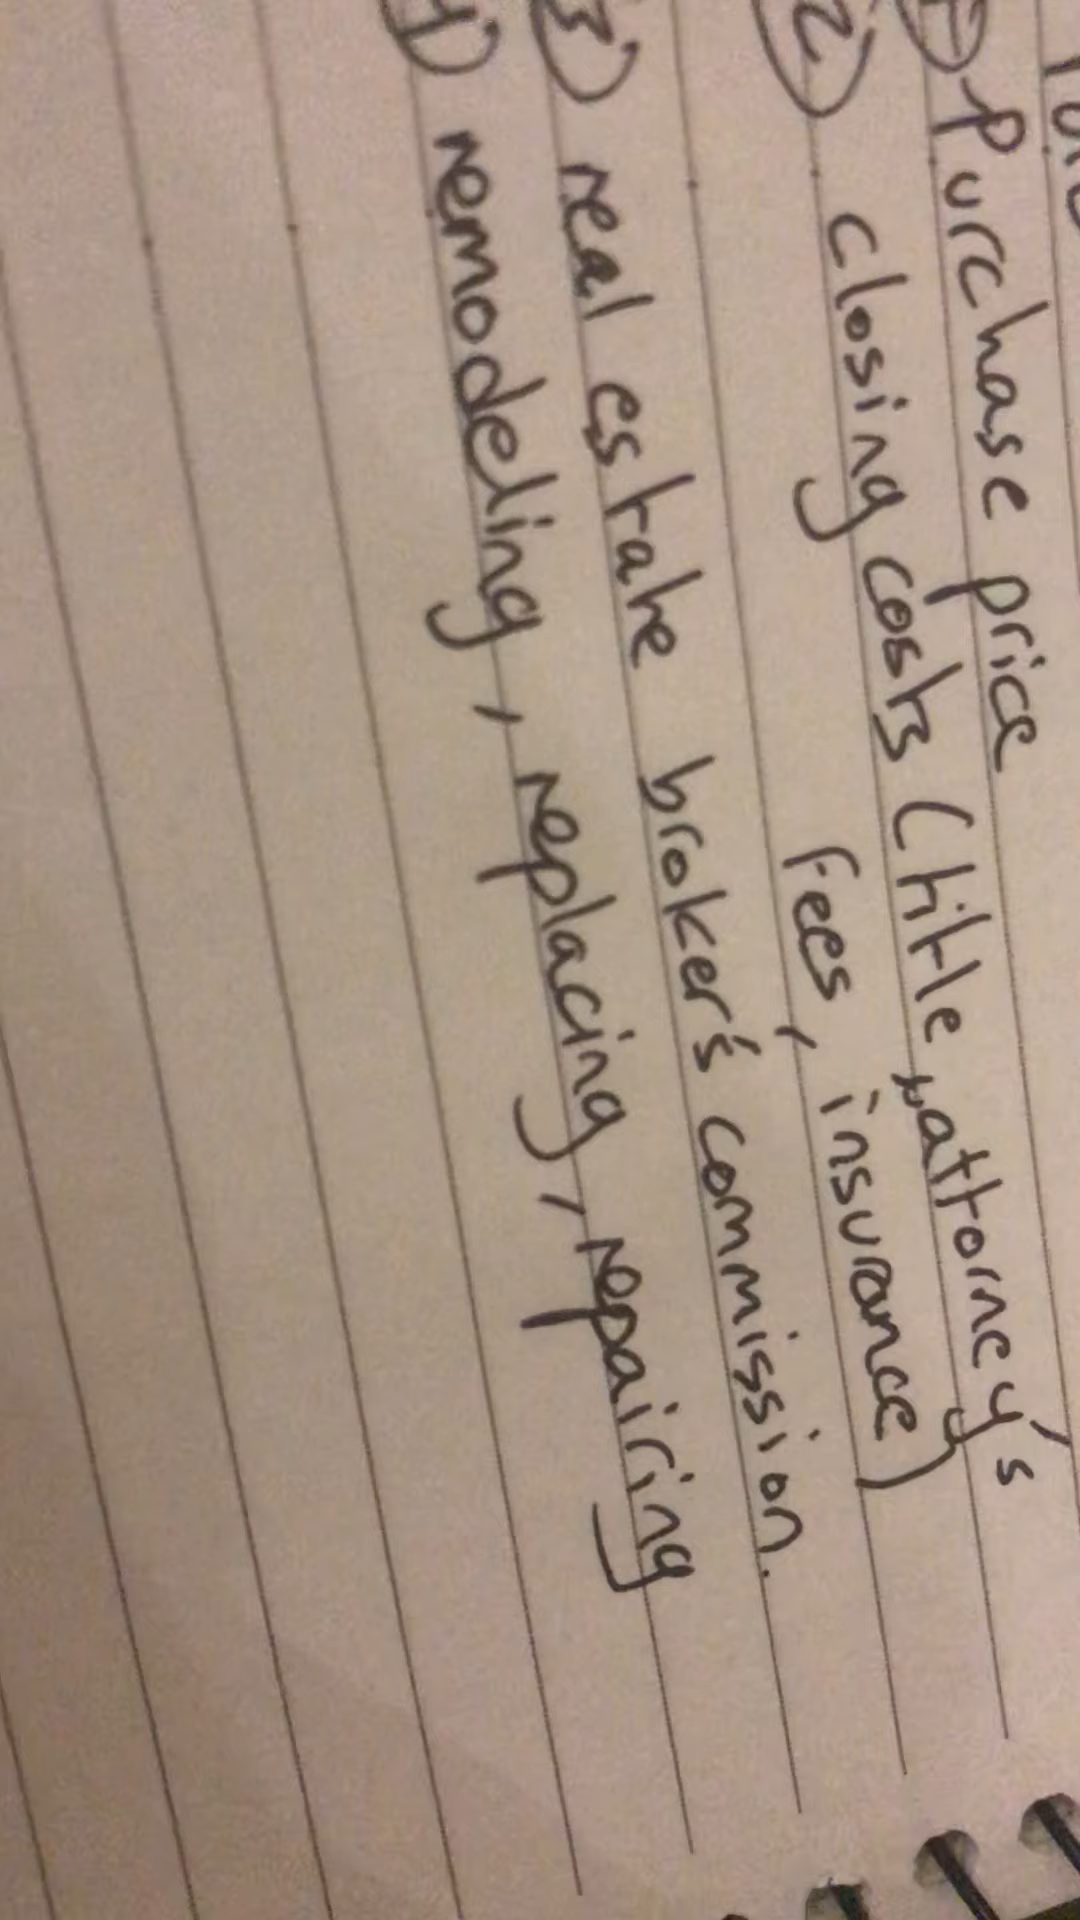 1) Purchase price
2) closing costs (title, attorney's
fees, insurance)
3) real estate broker's commission.
4) remodeling, replacing, repairing